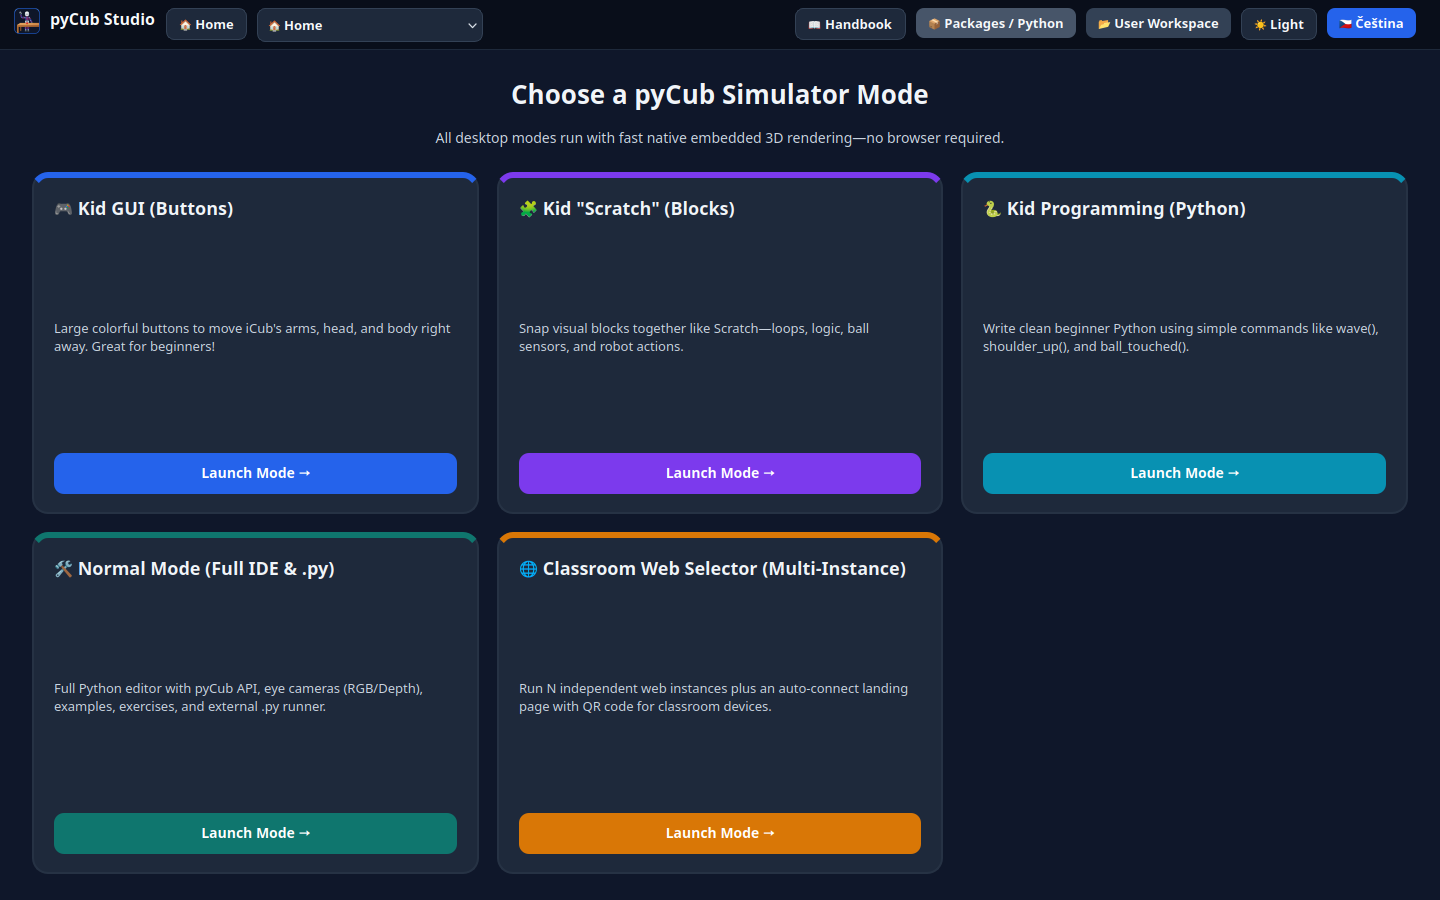 pyCub Studio
🏠 Home
🏠 Home
📖 Handbook
📦 Packages / Python
📂 User Workspace
☀️ Light
🇨🇿 Čeština
Choose a pyCub Simulator Mode
All desktop modes run with fast native embedded 3D rendering—no browser required.
🎮 Kid GUI (Buttons)
Large colorful buttons to move iCub's arms, head, and body right
away. Great for beginners!
Launch Mode →
🧩 Kid "Scratch" (Blocks)
Snap visual blocks together like Scratch—loops, logic, ball
sensors, and robot actions.
Launch Mode →
🐍 Kid Programming (Python)
Write clean beginner Python using simple commands like wave(),
shoulder_up(), and ball_touched().
Launch Mode →
🛠️ Normal Mode (Full IDE & .py)
Full Python editor with pyCub API, eye cameras (RGB/Depth),
examples, exercises, and external .py runner.
Launch Mode →
🌐 Classroom Web Selector (Multi-Instance)
Run N independent web instances plus an auto-connect landing
page with QR code for classroom devices.
Launch Mode →